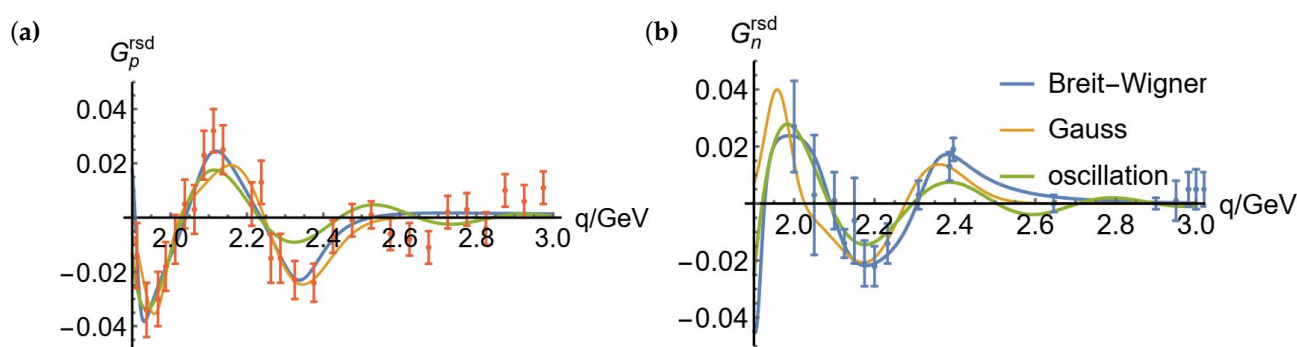 (a)
G_p^rsd
0.04
0.02
−0.02
−0.04
2.0 2.2 2.4 2.6 2.8 3.0
q/GeV
(b)
G_n^rsd
0.04
0.02
−0.02
−0.04
2.0 2.2 2.4 2.6 2.8 3.0
q/GeV
Breit−Wigner
Gauss
oscillation